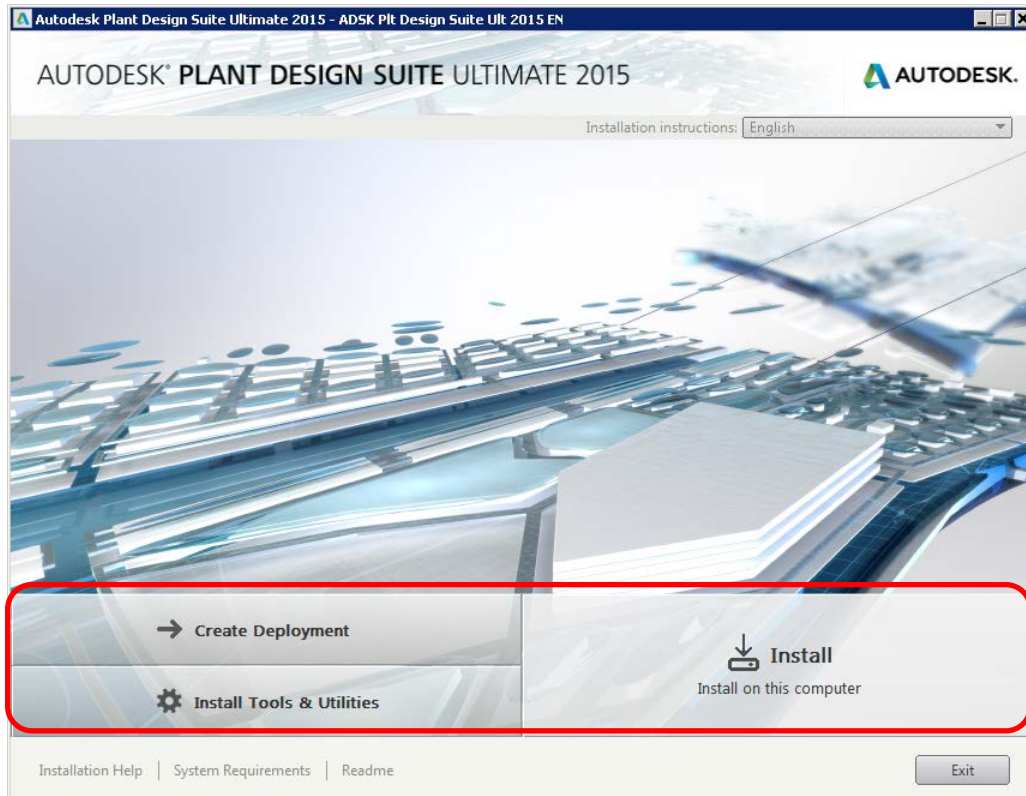 Autodesk Plant Design Suite Ultimate 2015 - ADSK Plt Design Suite Ult 2015 EN
AUTODESK® PLANT DESIGN SUITE ULTIMATE 2015
AUTODESK.
Installation instructions: English
Create Deployment
Install Tools & Utilities
Install
Install on this computer
Installation Help | System Requirements | Readme
Exit